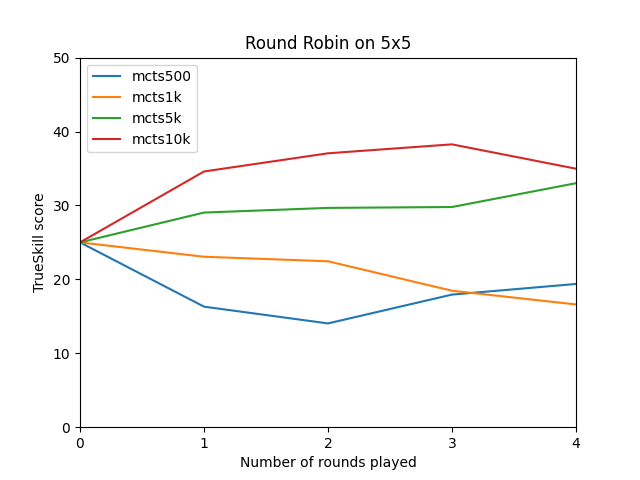 Round Robin on 5x5
mcts500
mcts1k
mcts5k
mcts10k
TrueSkill score
50
40
30
20
10
0
0 1 2 3 4
Number of rounds played